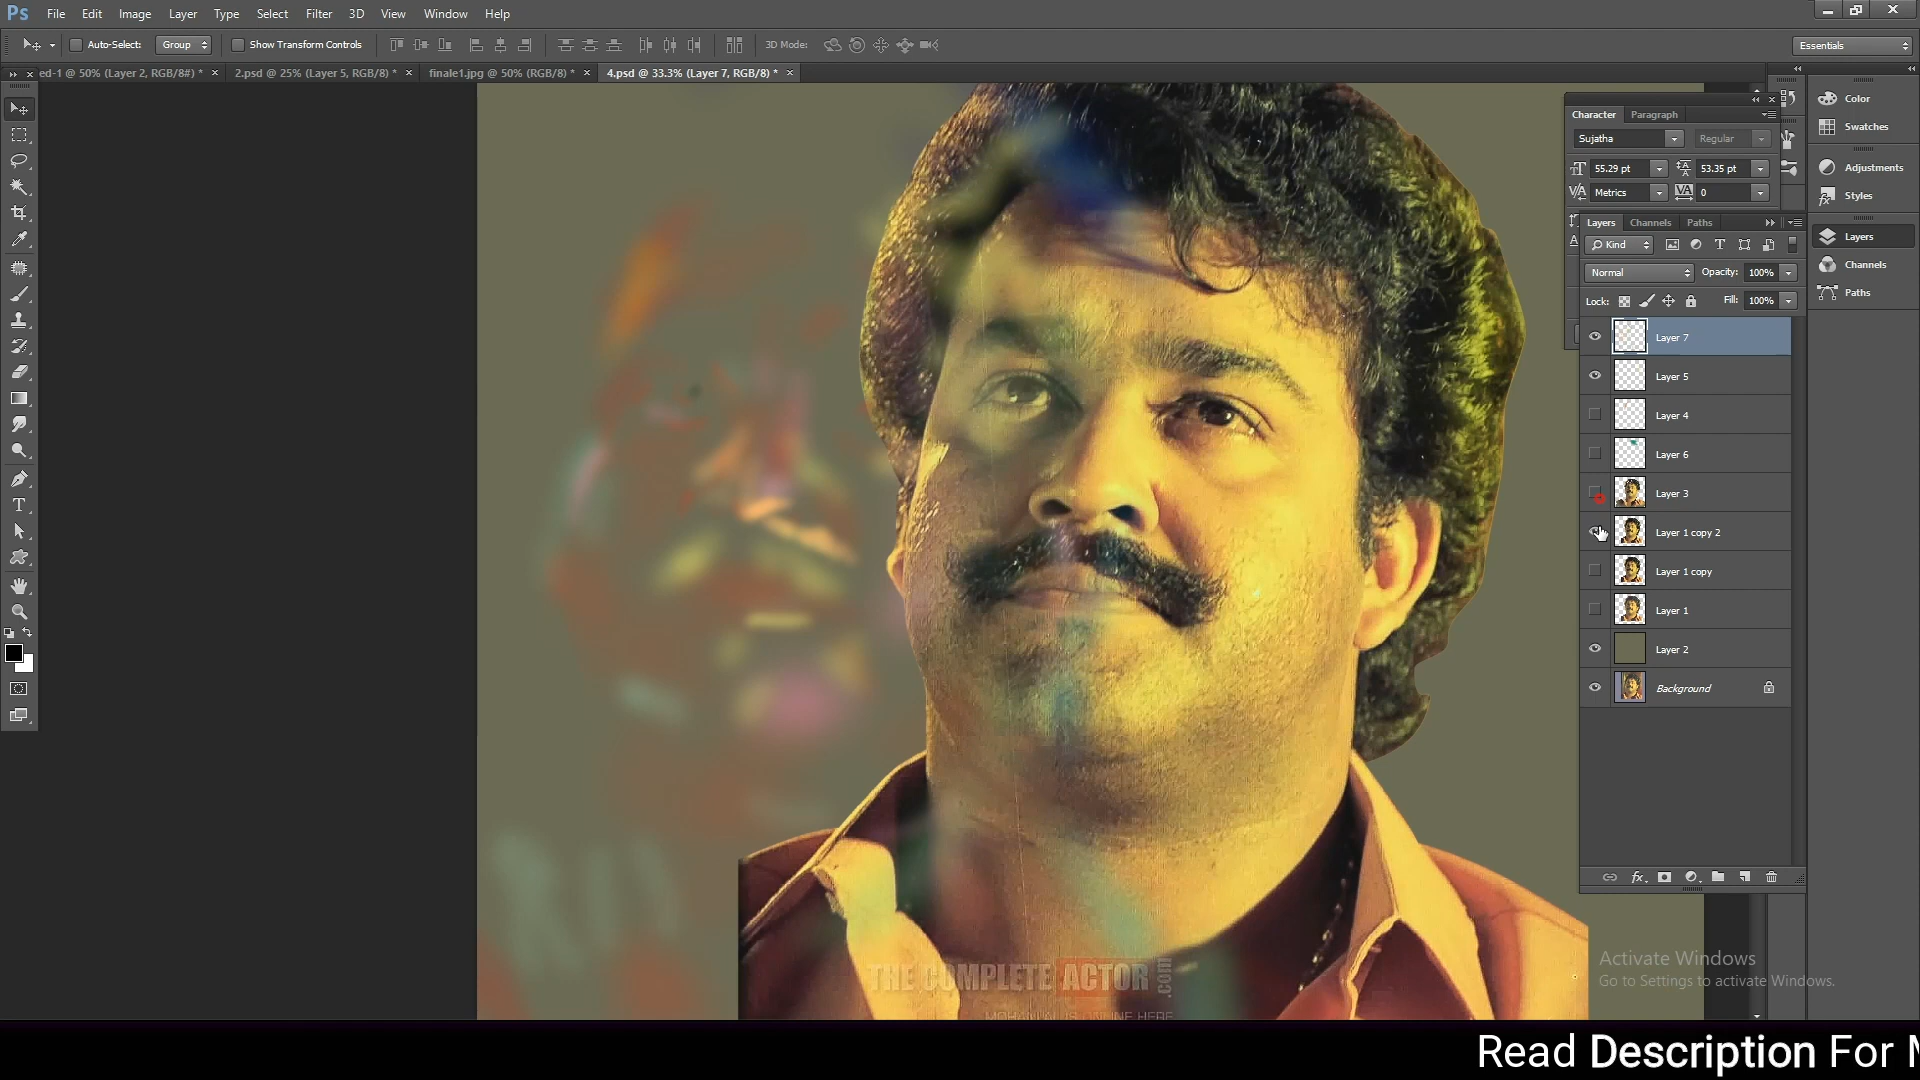 Ps File Edit Image Layer Type Select Filter 3D View Window Help
Auto-Select: Group Show Transform Controls 3D Mode: Essentials
ed-1 @ 50% (Layer 2, RGB/8#) * × 2.psd @ 25% (Layer 5, RGB/8) * × finale1.jpg @ 50% (RGB/8) * × 4.psd @ 33.3% (Layer 7, RGB/8) * ×
Character Paragraph
Sujatha Regular
55.29 pt 53.35 pt
Metrics 0
Layers Channels Paths
Kind
Normal Opacity: 100%
Lock: Fill: 100%
Layer 7
Layer 5
Layer 4
Layer 6
Layer 3
Layer 1 copy 2
Layer 1 copy
Layer 1
Layer 2
Background
Color
Swatches
Adjustments
Styles
Layers
Channels
Paths
THE COMPLETE ACTOR .com
Activate Windows
Go to Settings to activate Windows.
Read Description For